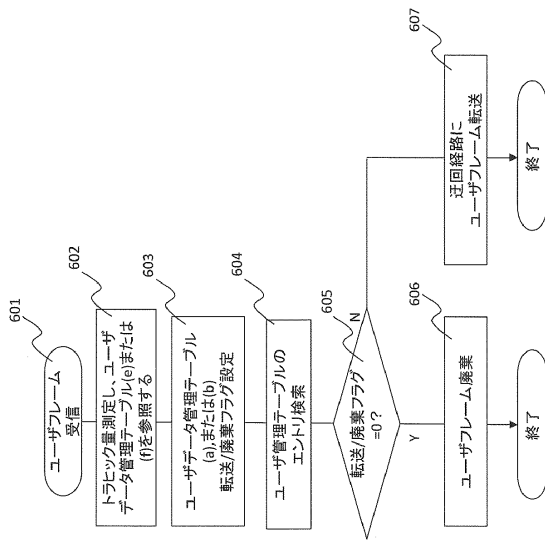 601
ユーザフレーム
受信
602
トラヒック量測定し、ユーザ
データ管理テーブル(e)または
(f)を参照する
603
ユーザデータ管理テーブル
(a),または(b)
転送/廃棄フラグ設定
604
ユーザ管理テーブルの
エントリ検索
605
転送/廃棄フラグ
=0?
N
Y
606
ユーザフレーム廃棄
終了
607
迂回経路に
ユーザフレーム転送
終了